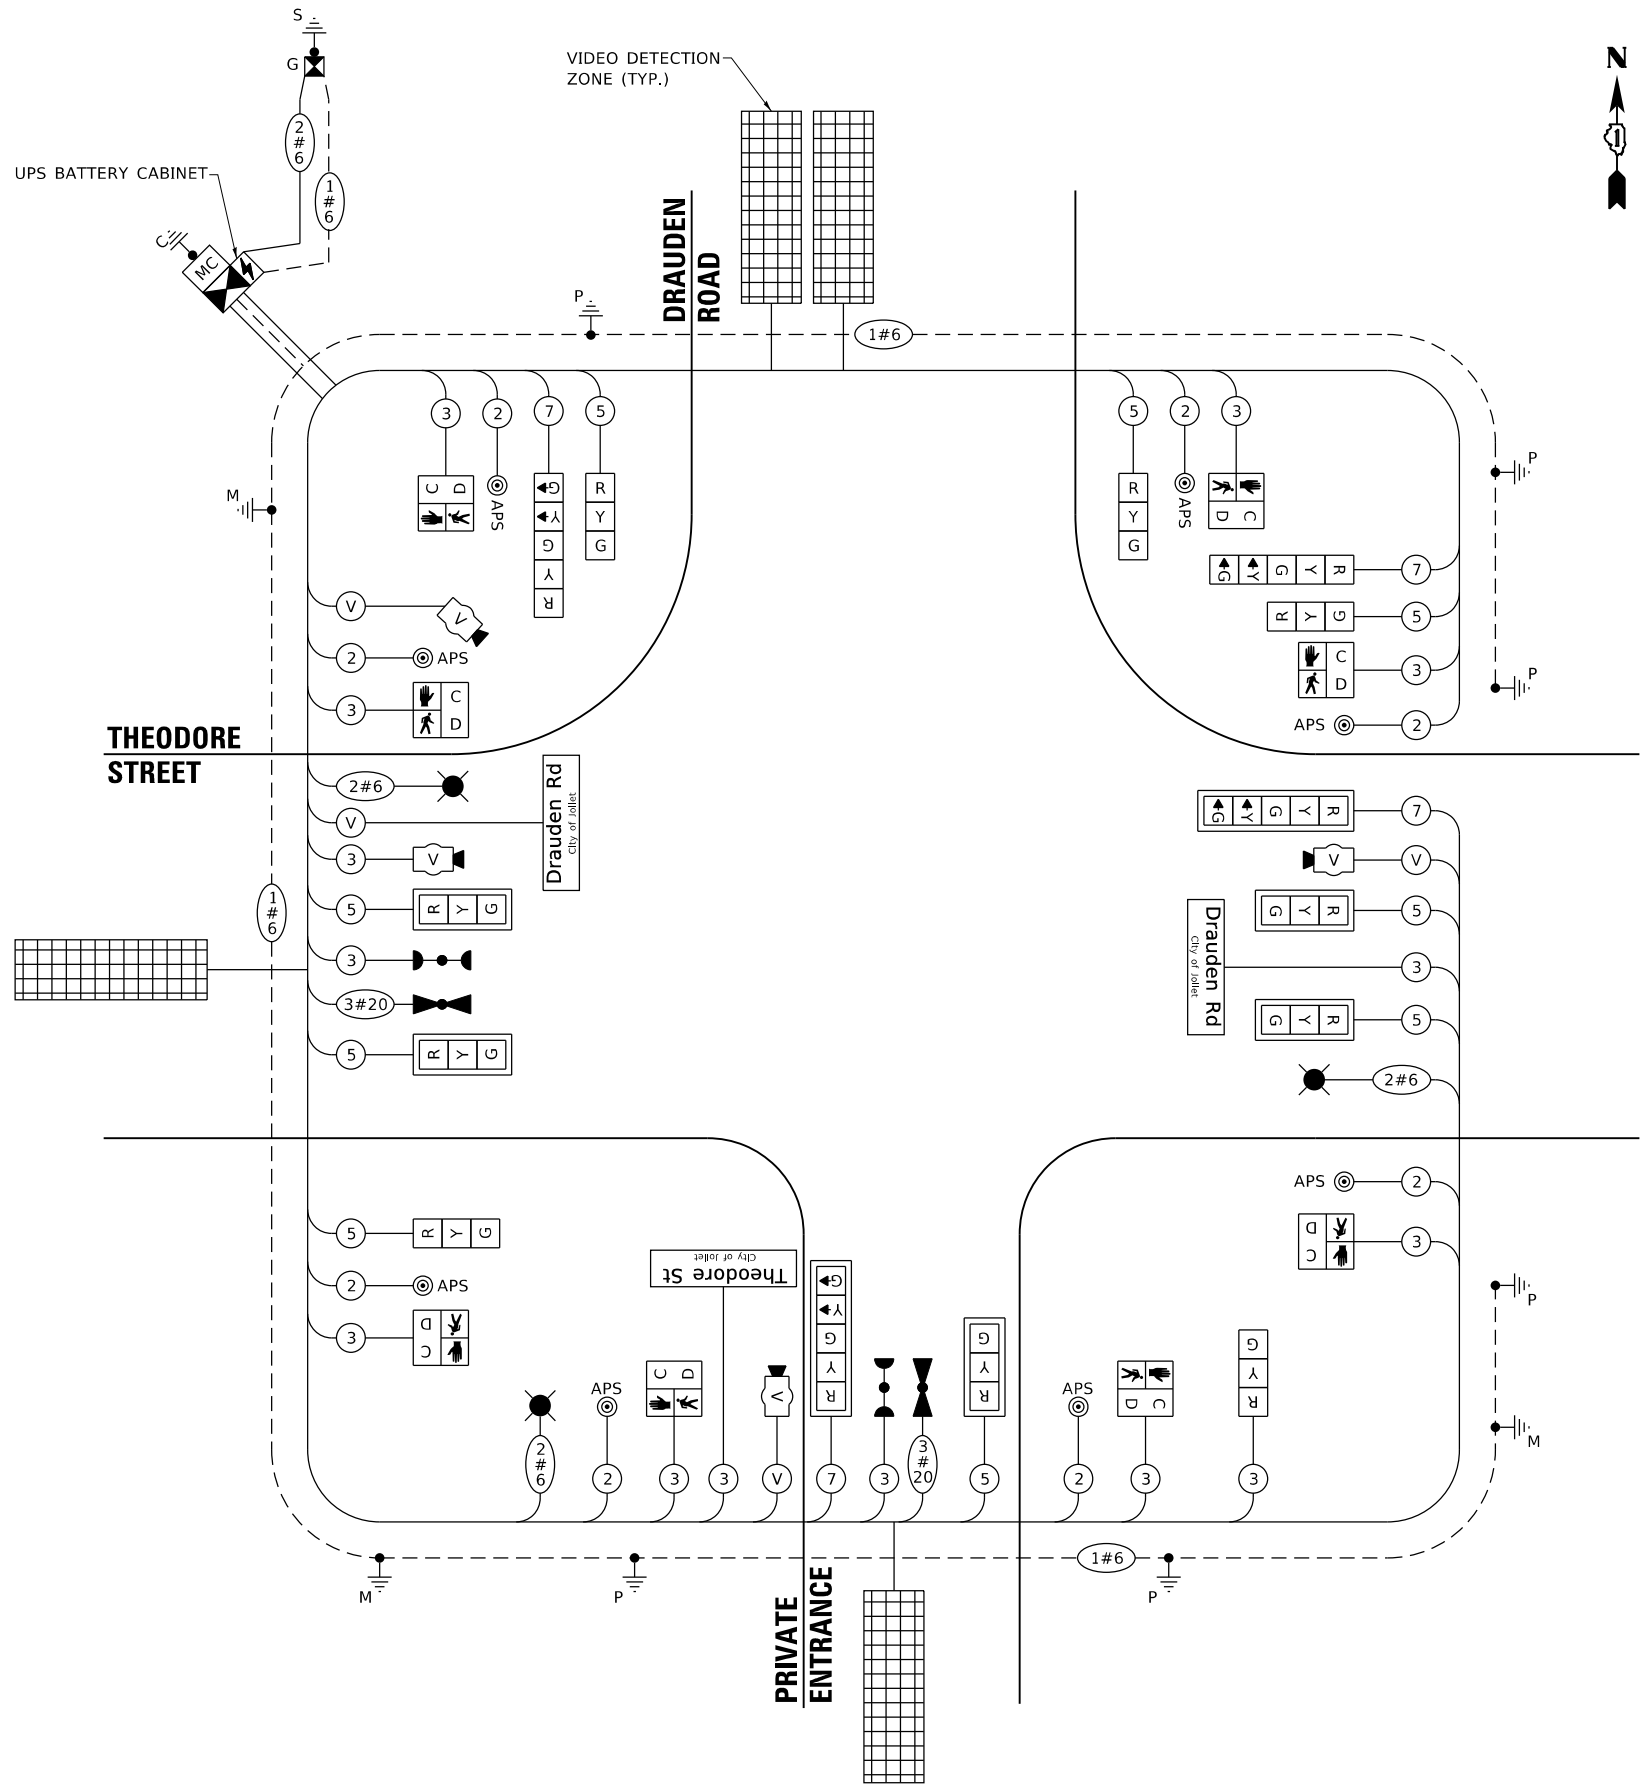 S
G
VIDEO DETECTION
ZONE (TYP.)
N
1
2
#
6
UPS BATTERY CABINET
1
#
6
C
MC
DRAUDEN
ROAD
P
1#6
3
2
7
5
5
2
3
C D
APS
G
Y
G
Y
R
R
Y
G
R
Y
G
APS
D C
P
M
G Y G Y R
7
V
V
R Y G
5
2
APS
C
D
3
3
C
D
P
APS
2
THEODORE
STREET
2#6
V
Drauden Rd
City of Joliet
3
V
G Y G Y R
7
V
V
5
R Y G
G Y R
5
1
#
6
3
Drauden Rd
City of Joliet
3
3#20
G Y R
5
5
R Y G
2#6
APS
2
5
R Y G
D
C
3
Theodore St
City of Joliet
2
APS
P
3
D
C
G
Y
G
Y
R
G
Y
R
G
Y
R
APS
C D
V
APS
D C
2
#
6
2
3
3
V
7
3
3
#
20
5
2
3
3
M
1#6
M
P
P
PRIVATE
ENTRANCE